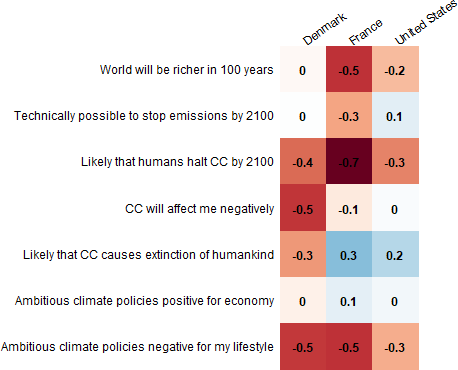 Denmark France United States
World will be richer in 100 years 0 -0.5 -0.2
Technically possible to stop emissions by 2100 0 -0.3 0.1
Likely that humans halt CC by 2100 -0.4 -0.7 -0.3
CC will affect me negatively -0.5 -0.1 0
Likely that CC causes extinction of humankind -0.3 0.3 0.2
Ambitious climate policies positive for economy 0 0.1 0
Ambitious climate policies negative for my lifestyle -0.5 -0.5 -0.3